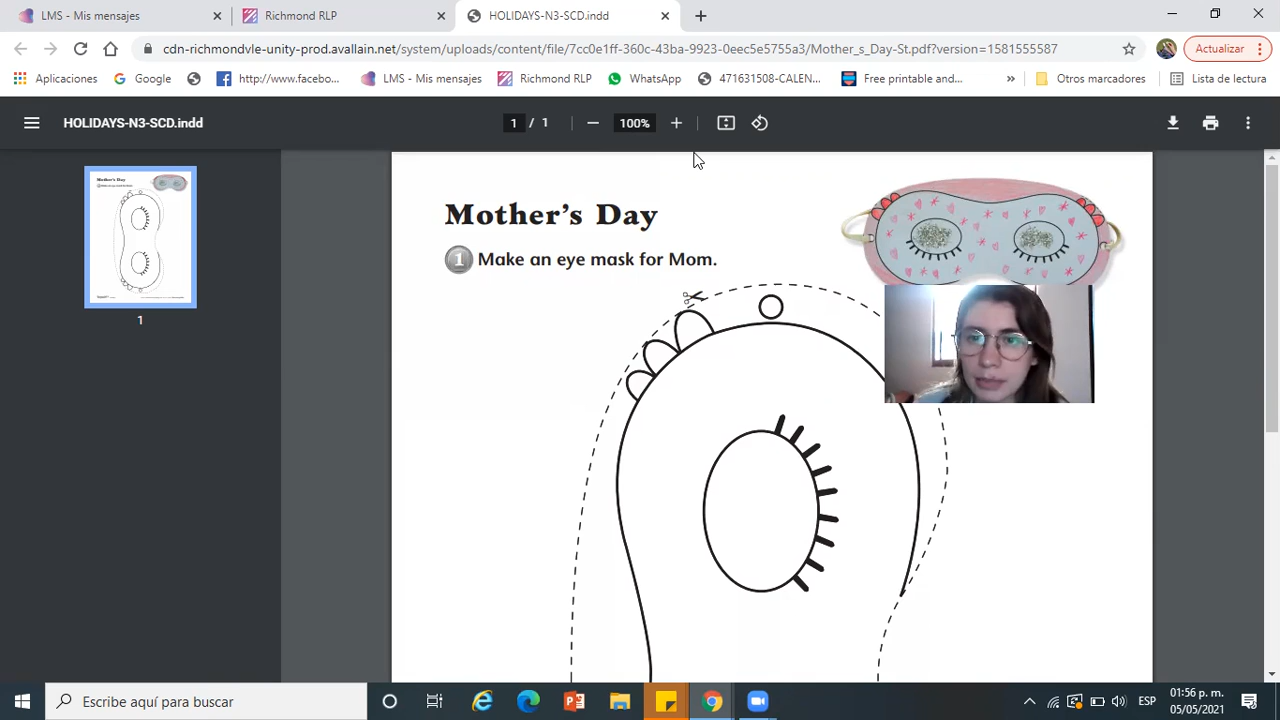 LMS - Mis mensajes
Richmond RLP
HOLIDAYS-N3-SCD.indd
cdn-richmondvle-unity-prod.avallain.net/system/uploads/content/file/7cc0e1ff-360c-43ba-9923-0eec5e5755a3/Mother_s_Day-St.pdf?version=1581555587
Actualizar
Aplicaciones
Google
http://www.facebo...
LMS - Mis mensajes
Richmond RLP
WhatsApp
371631508-CALEN...
Free printable and...
»
Otros marcadores
Lista de lectura
HOLIDAYS-N3-SCD.indd
1 / 1
100%
Mother's Day
1 Make an eye mask for Mom.
Mother's Day
1
Escribe aquí para buscar
ESP
01:56 p. m.
05/05/2021